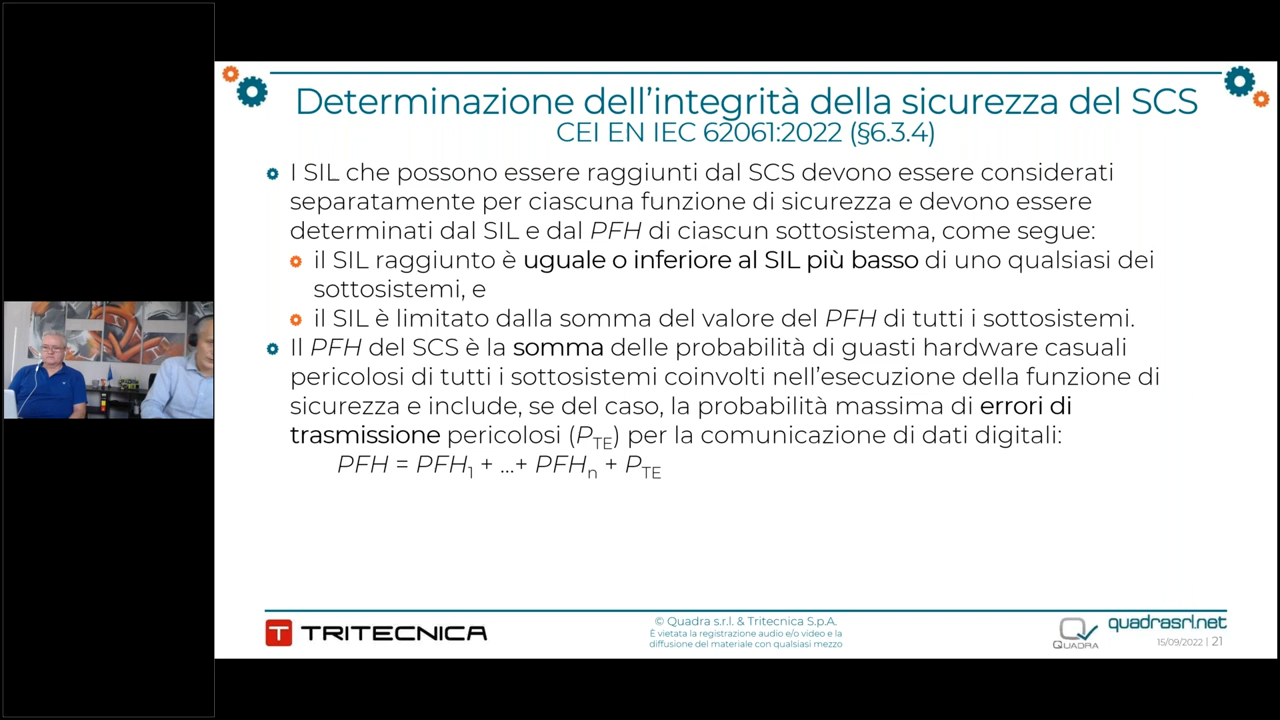 Determinazione dell'integrità della sicurezza del SCS
CEI EN IEC 62061:2022 (§6.3.4)
I SIL che possono essere raggiunti dal SCS devono essere considerati
separatamente per ciascuna funzione di sicurezza e devono essere
determinati dal SIL e dal PFH di ciascun sottosistema, come segue:
il SIL raggiunto è uguale o inferiore al SIL più basso di uno qualsiasi dei
sottosistemi, e
il SIL è limitato dalla somma del valore del PFH di tutti i sottosistemi.
Il PFH del SCS è la somma delle probabilità di guasti hardware casuali
pericolosi di tutti i sottosistemi coinvolti nell'esecuzione della funzione di
sicurezza e include, se del caso, la probabilità massima di errori di
trasmissione pericolosi (PTE) per la comunicazione di dati digitali:
PFH = PFH1 + ...+ PFHn + PTE
TRITECNICA
© Quadra s.r.l. & Tritecnica S.p.A.
È vietata la registrazione audio e/o video e la
diffusione del materiale con qualsiasi mezzo
QUADRA
quadrasrl.net
15/09/2022 | 21